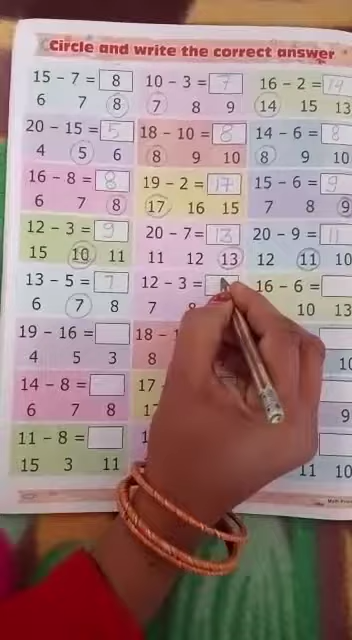 Circle and write the correct answer
15 − 7 = 8 10 − 3 = 7 16 − 2 = 14
6 7 8 7 8 9 14 15 13
20 − 15 = 5 18 − 10 = 8 14 − 6 = 8
4 5 6 8 9 10 8 9 10
16 − 8 = 8 19 − 2 = 17 15 − 6 = 9
6 7 8 17 16 15 7 8 9
12 − 3 = 9 20 − 7 = 13 20 − 9 = 11
15 10 11 11 12 13 12 11 10
13 − 5 = 7 12 − 3 = 16 − 6 =
6 7 8 7 8 10 13
19 − 16 = 18 −
4 5 3 8 10
14 − 8 = 17 −
6 7 8 9
11 − 8 =
15 3 11 11 10